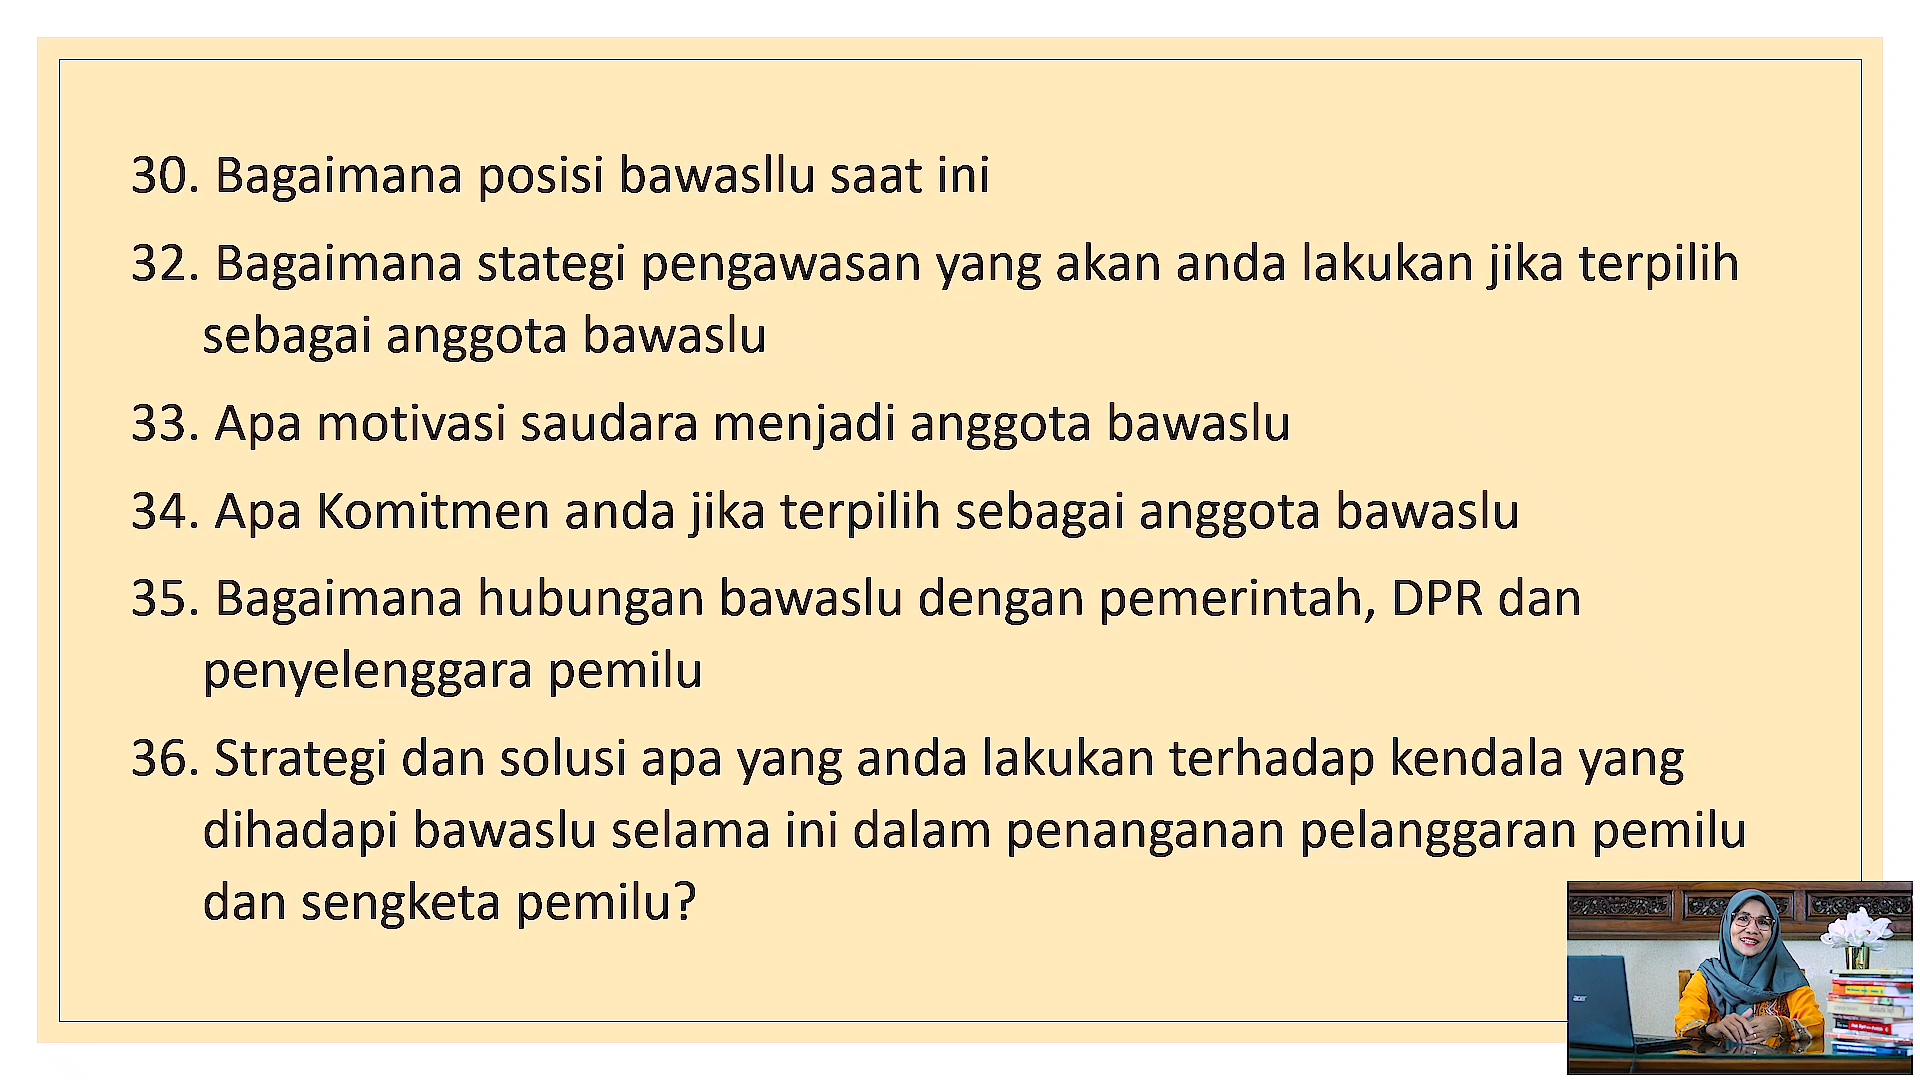 30. Bagaimana posisi bawasllu saat ini
32. Bagaimana stategi pengawasan yang akan anda lakukan jika terpilih
sebagai anggota bawaslu
33. Apa motivasi saudara menjadi anggota bawaslu
34. Apa Komitmen anda jika terpilih sebagai anggota bawaslu
35. Bagaimana hubungan bawaslu dengan pemerintah, DPR dan
penyelenggara pemilu
36. Strategi dan solusi apa yang anda lakukan terhadap kendala yang
dihadapi bawaslu selama ini dalam penanganan pelanggaran pemilu
dan sengketa pemilu?
acer